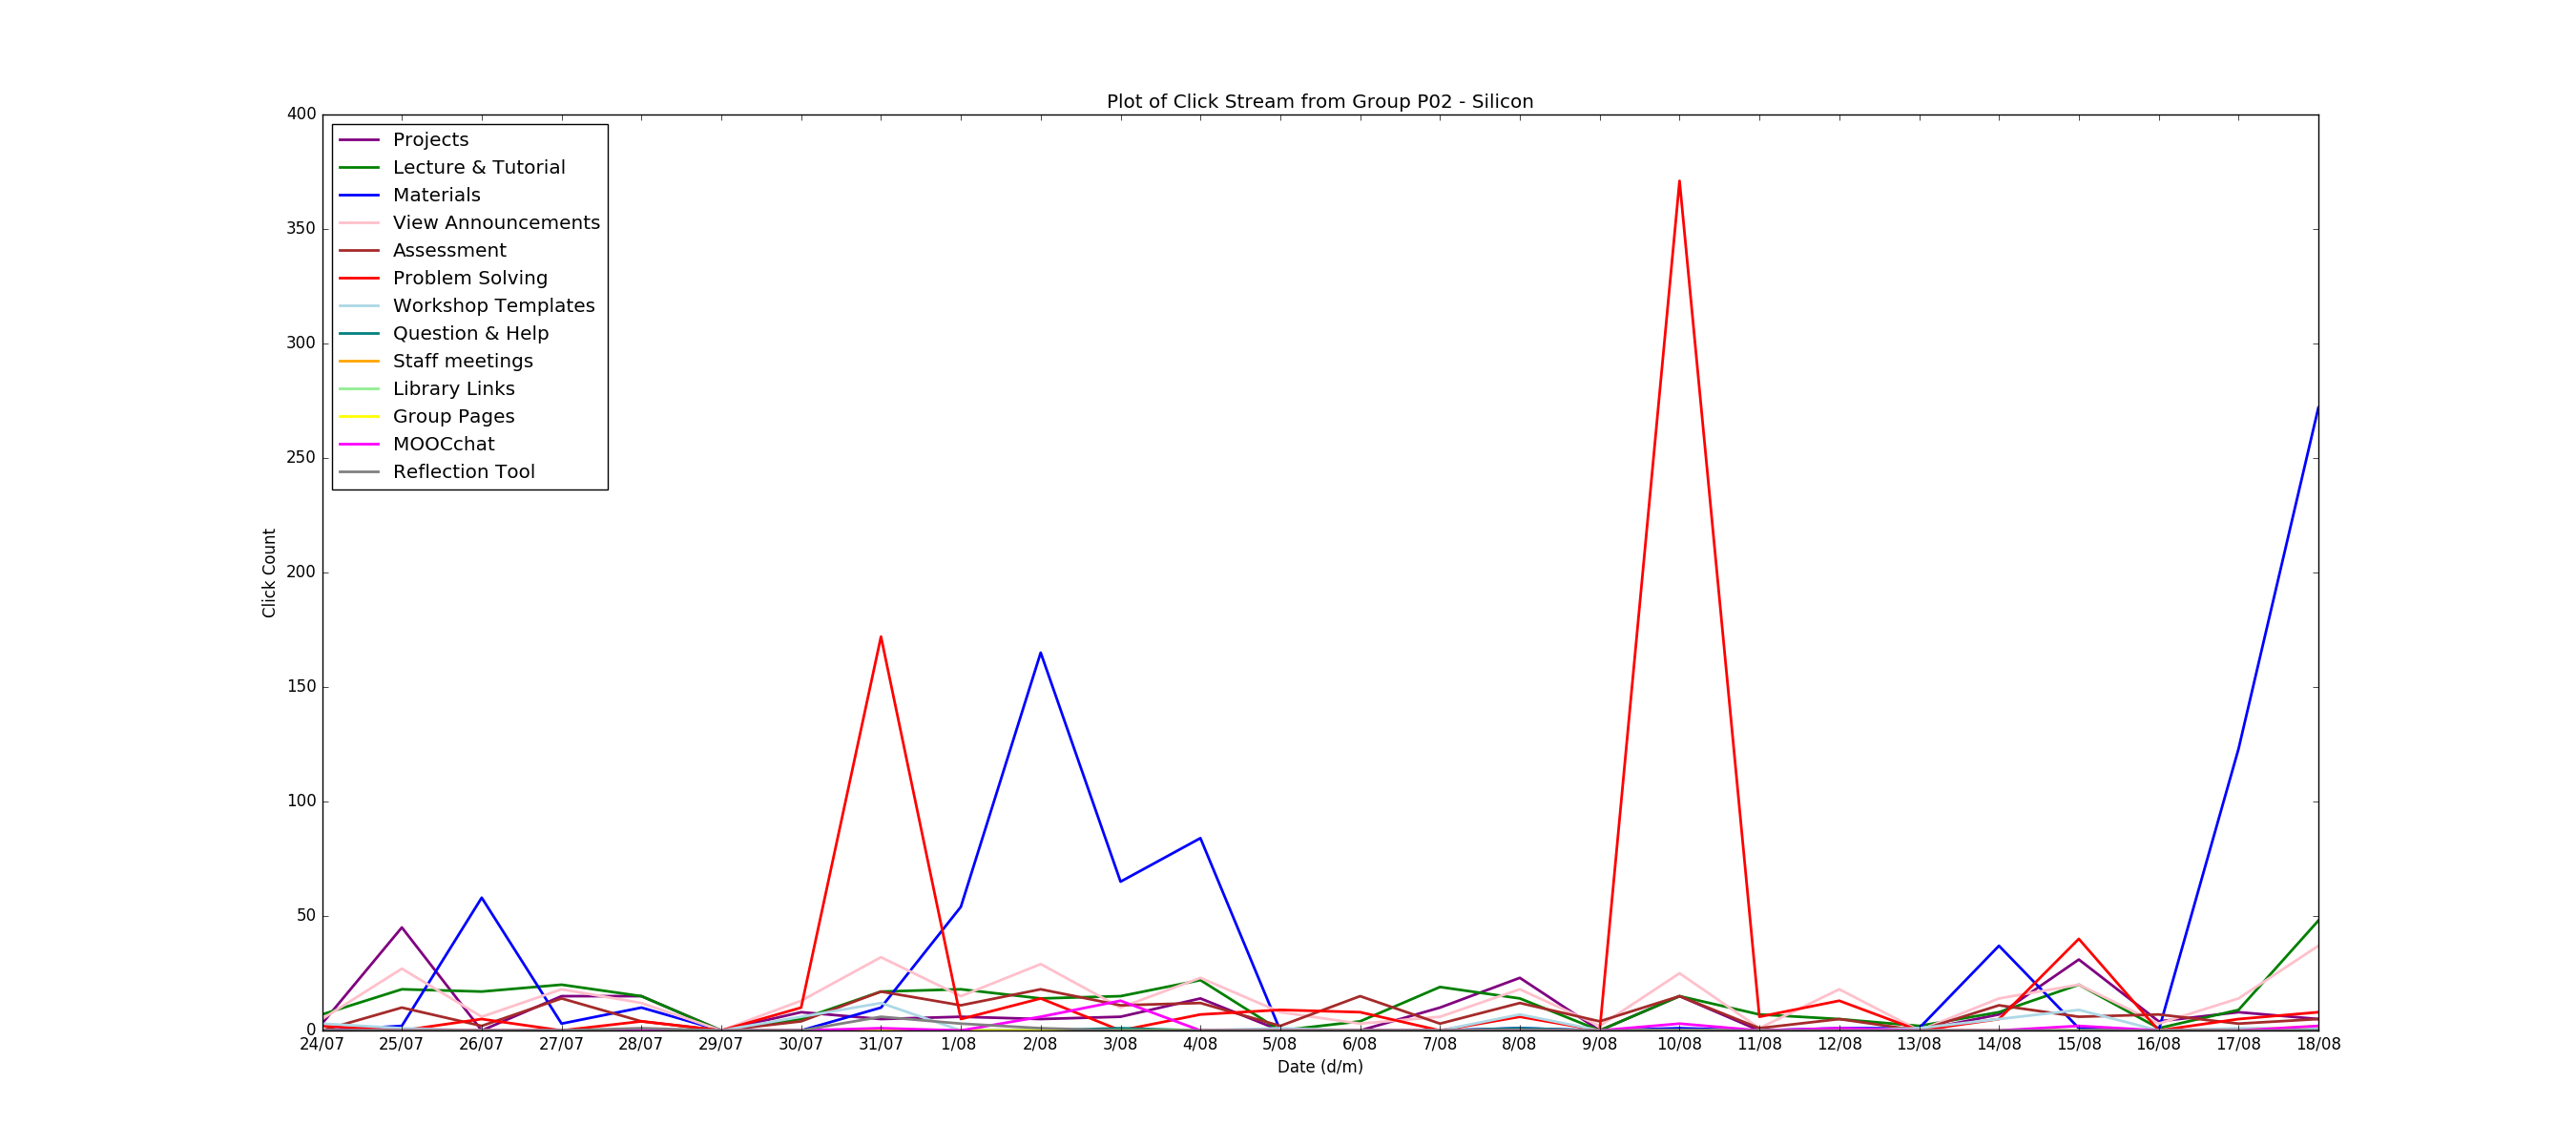 Plot of Click Stream from Group P02 - Silicon
400
350
300
250
200
150
100
50
0
Click Count
Projects
Lecture & Tutorial
Materials
View Announcements
Assessment
Problem Solving
Workshop Templates
Question & Help
Staff meetings
Library Links
Group Pages
MOOCchat
Reflection Tool
24/07 25/07 26/07 27/07 28/07 29/07 30/07 31/07 1/08 2/08 3/08 4/08 5/08 6/08 7/08 8/08 9/08 10/08 11/08 12/08 13/08 14/08 15/08 16/08 17/08 18/08
Date (d/m)